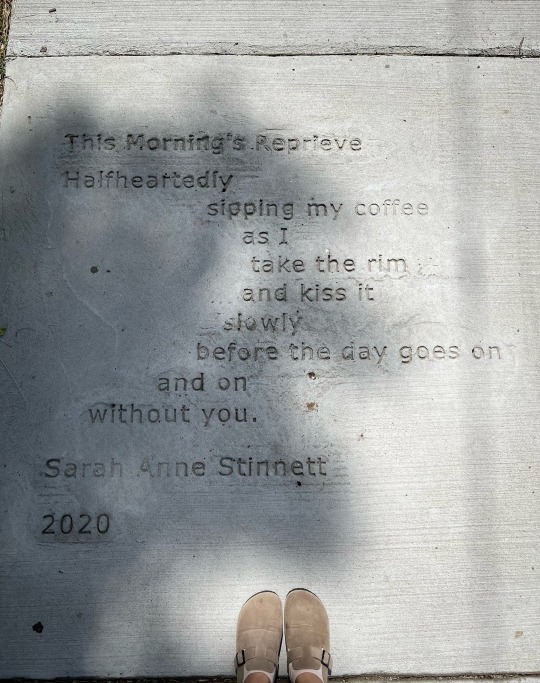 This Morning's Reprieve
Halfheartedly
sipping my coffee
as I
take the rim
and kiss it
slowly
before the day goes on
and on
without you.
Sarah Anne Stinnett
2020